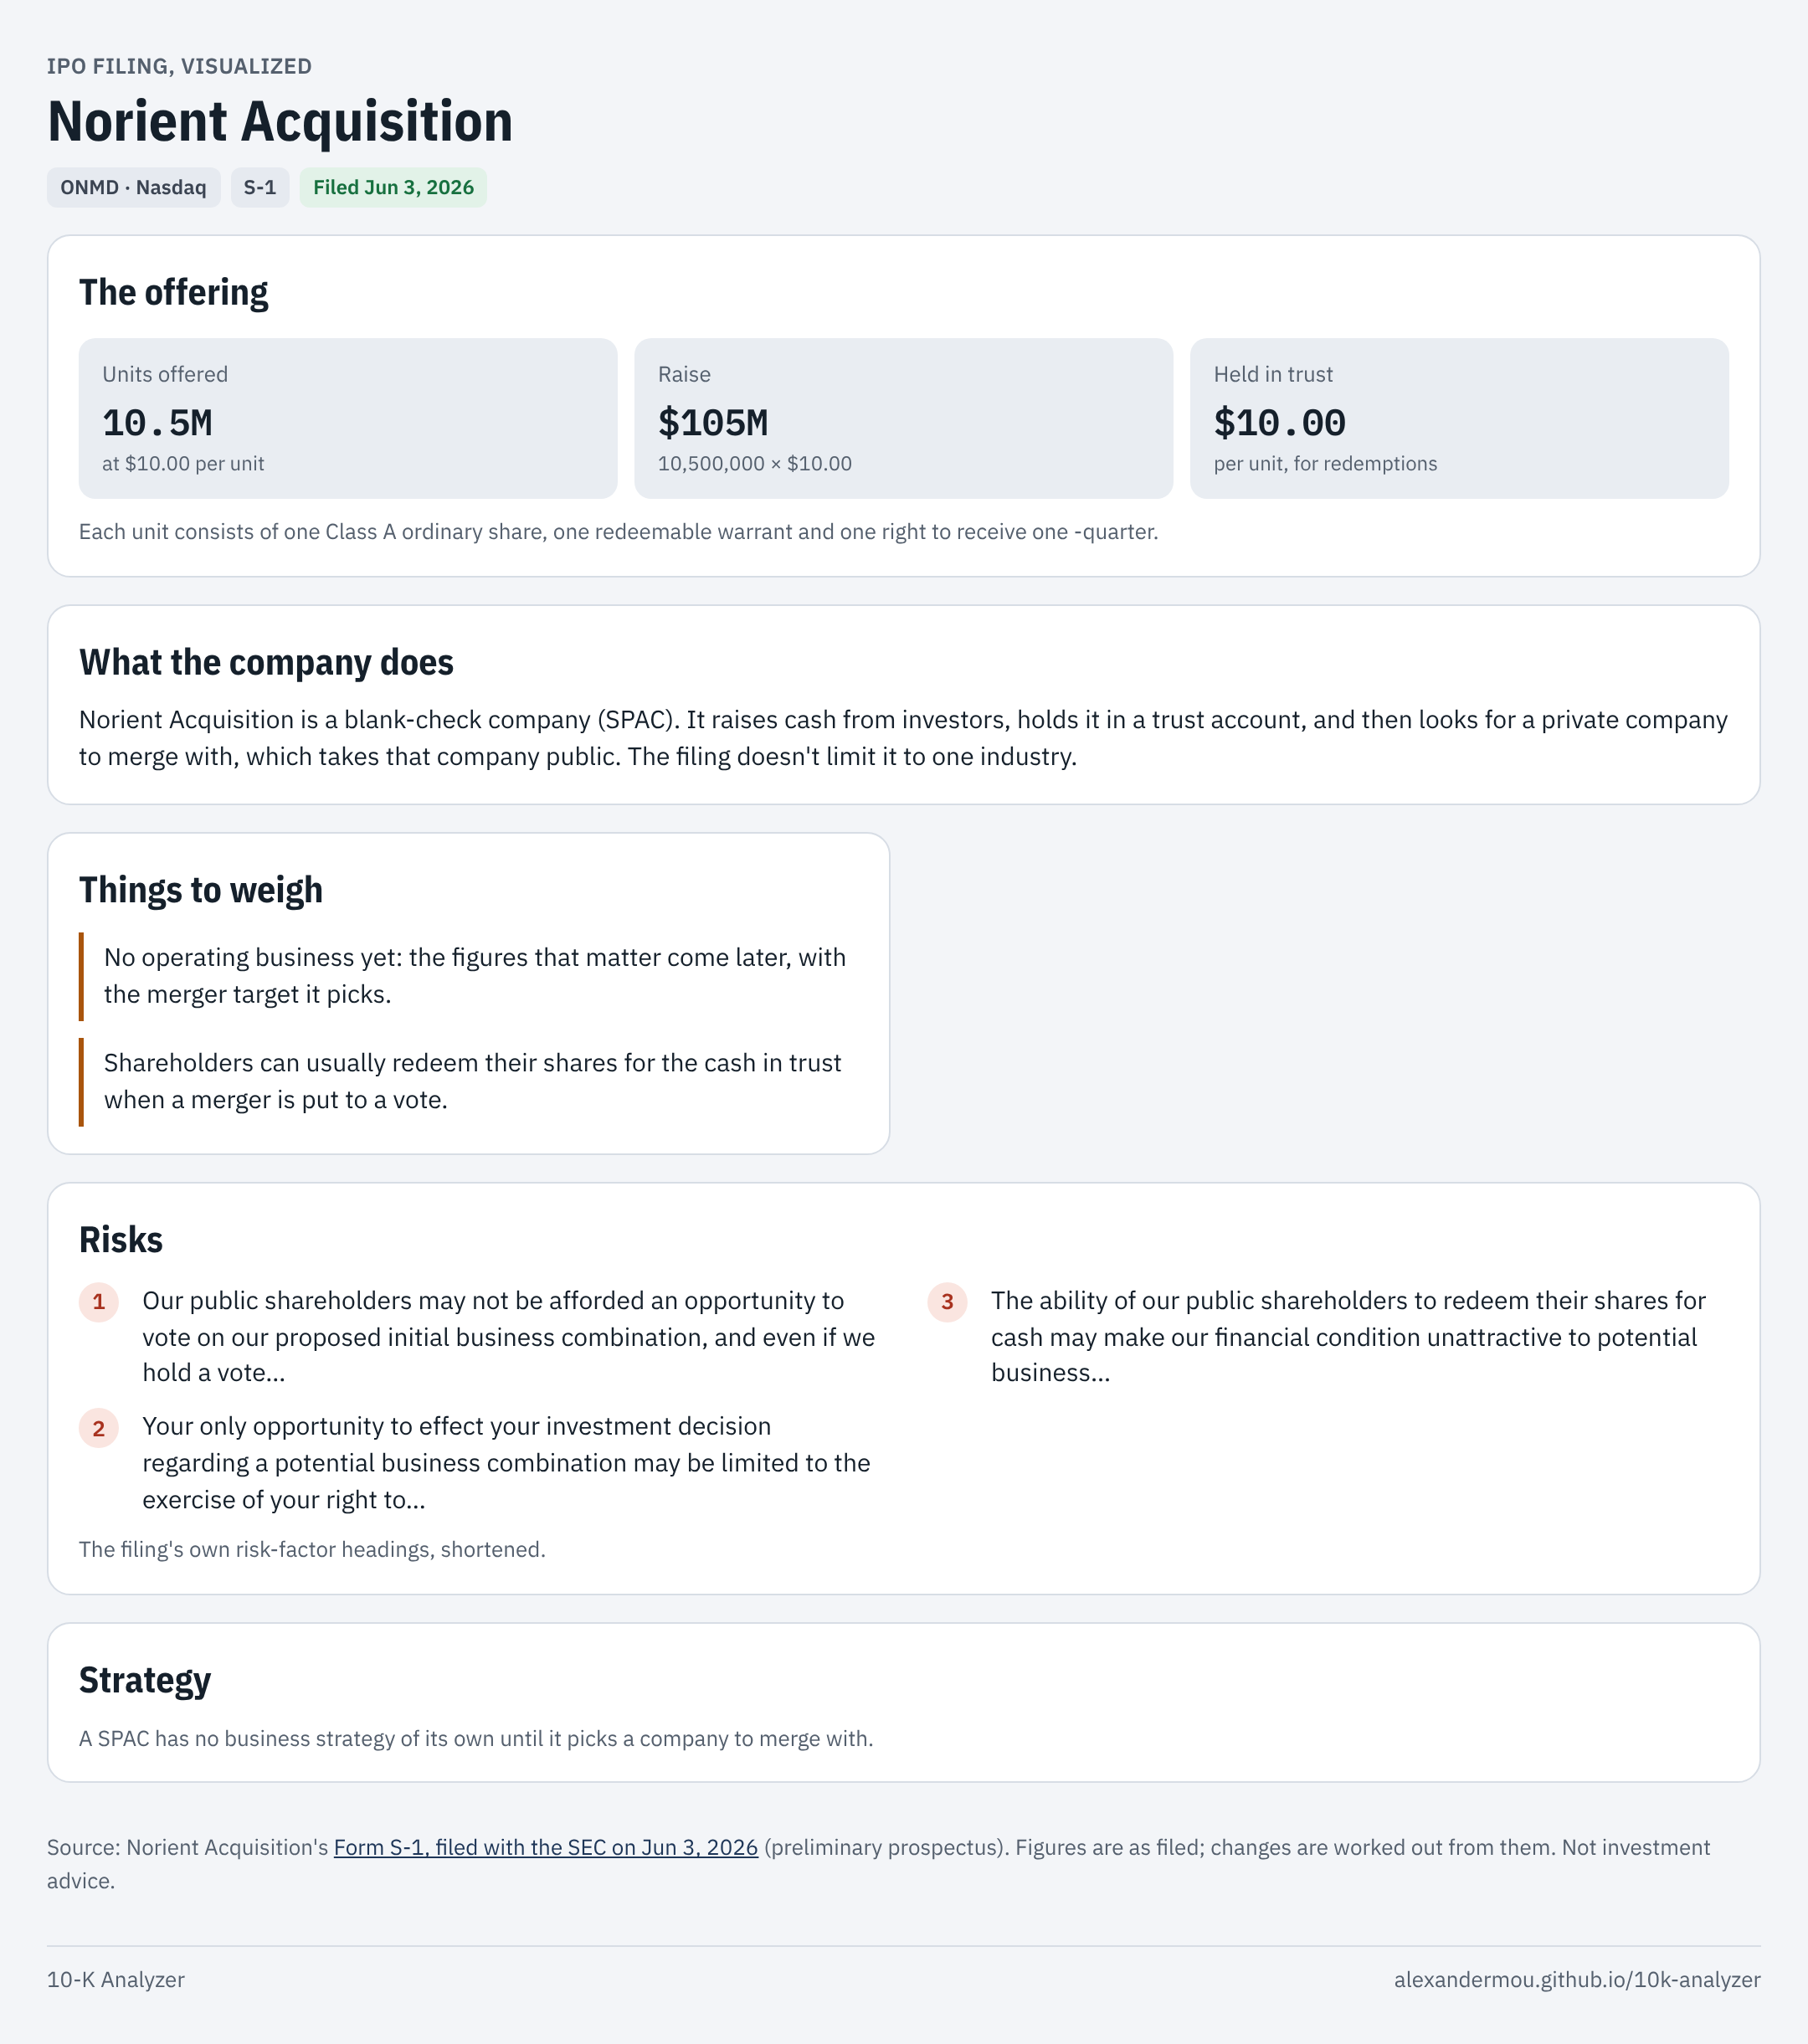 IPO FILING, VISUALIZED
Norient Acquisition
ONMD · Nasdaq S-1 Filed Jun 3, 2026
The offering
Units offered
10.5M
at $10.00 per unit
Raise
$105M
10,500,000 × $10.00
Held in trust
$10.00
per unit, for redemptions
Each unit consists of one Class A ordinary share, one redeemable warrant and one right to receive one -quarter.
What the company does
Norient Acquisition is a blank-check company (SPAC). It raises cash from investors, holds it in a trust account, and then looks for a private company
to merge with, which takes that company public. The filing doesn't limit it to one industry.
Things to weigh
No operating business yet: the figures that matter come later, with
the merger target it picks.
Shareholders can usually redeem their shares for the cash in trust
when a merger is put to a vote.
Risks
1 Our public shareholders may not be afforded an opportunity to
vote on our proposed initial business combination, and even if we
hold a vote...
2 Your only opportunity to effect your investment decision
regarding a potential business combination may be limited to the
exercise of your right to...
3 The ability of our public shareholders to redeem their shares for
cash may make our financial condition unattractive to potential
business...
The filing's own risk-factor headings, shortened.
Strategy
A SPAC has no business strategy of its own until it picks a company to merge with.
Source: Norient Acquisition's Form S-1, filed with the SEC on Jun 3, 2026 (preliminary prospectus). Figures are as filed; changes are worked out from them. Not investment
advice.
10-K Analyzer
alexandermou.github.io/10k-analyzer